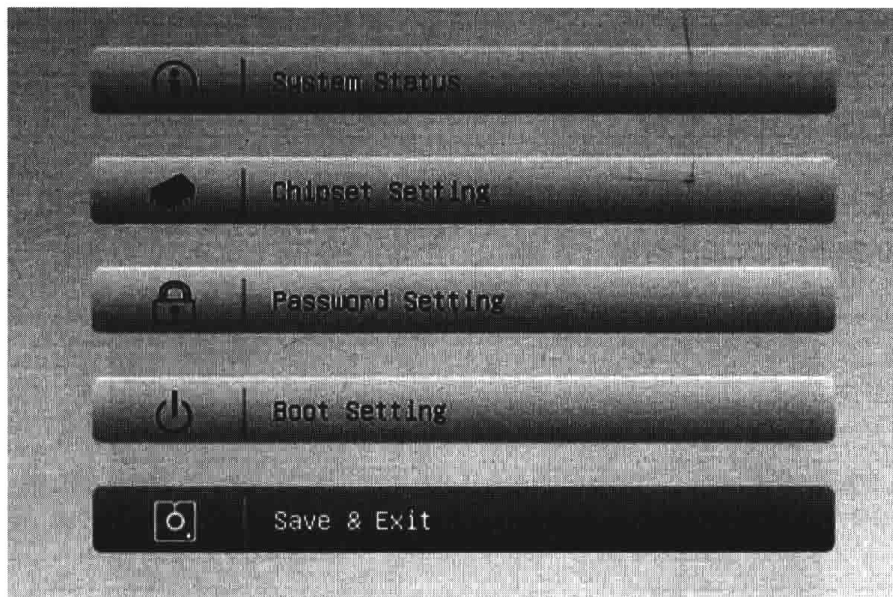 System Status
Chipset Setting
Password Setting
Boot Setting
Save & Exit